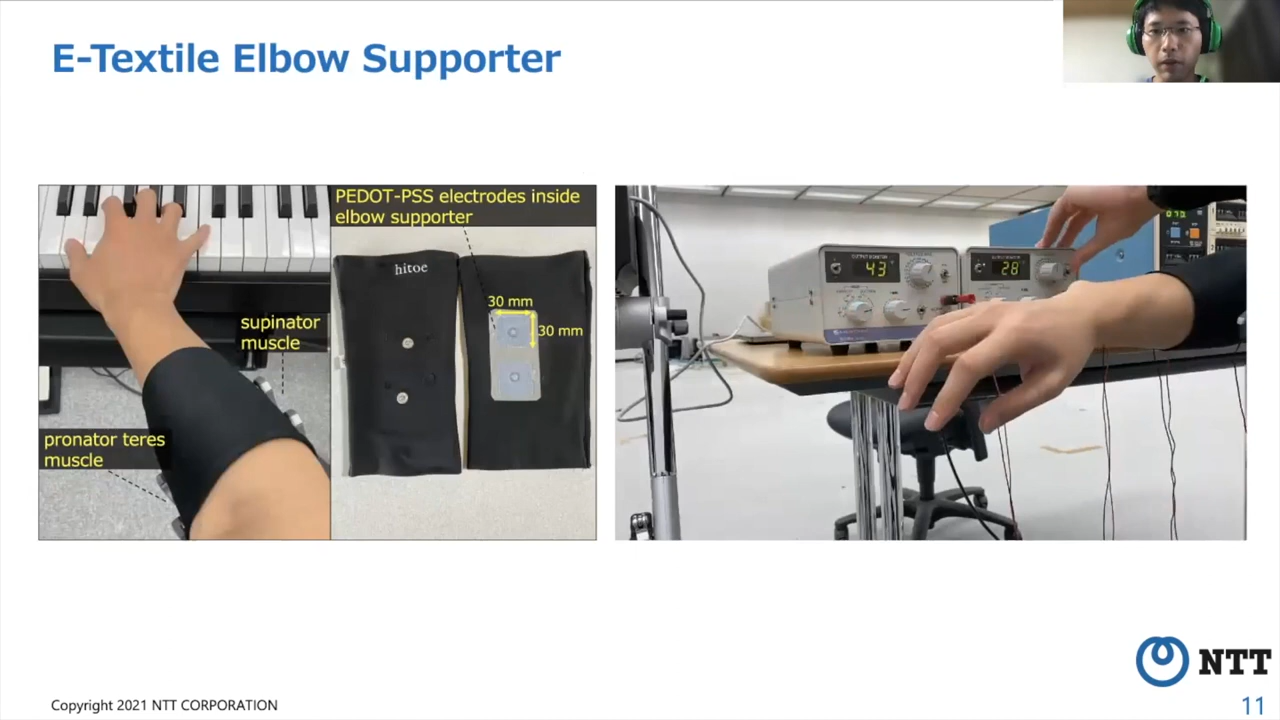 E-Textile Elbow Supporter
PEDOT-PSS electrodes inside
elbow supporter
hitoe
30 mm
30 mm
supinator
muscle
pronator teres
muscle
43
28
NTT
Copyright 2021 NTT CORPORATION
11